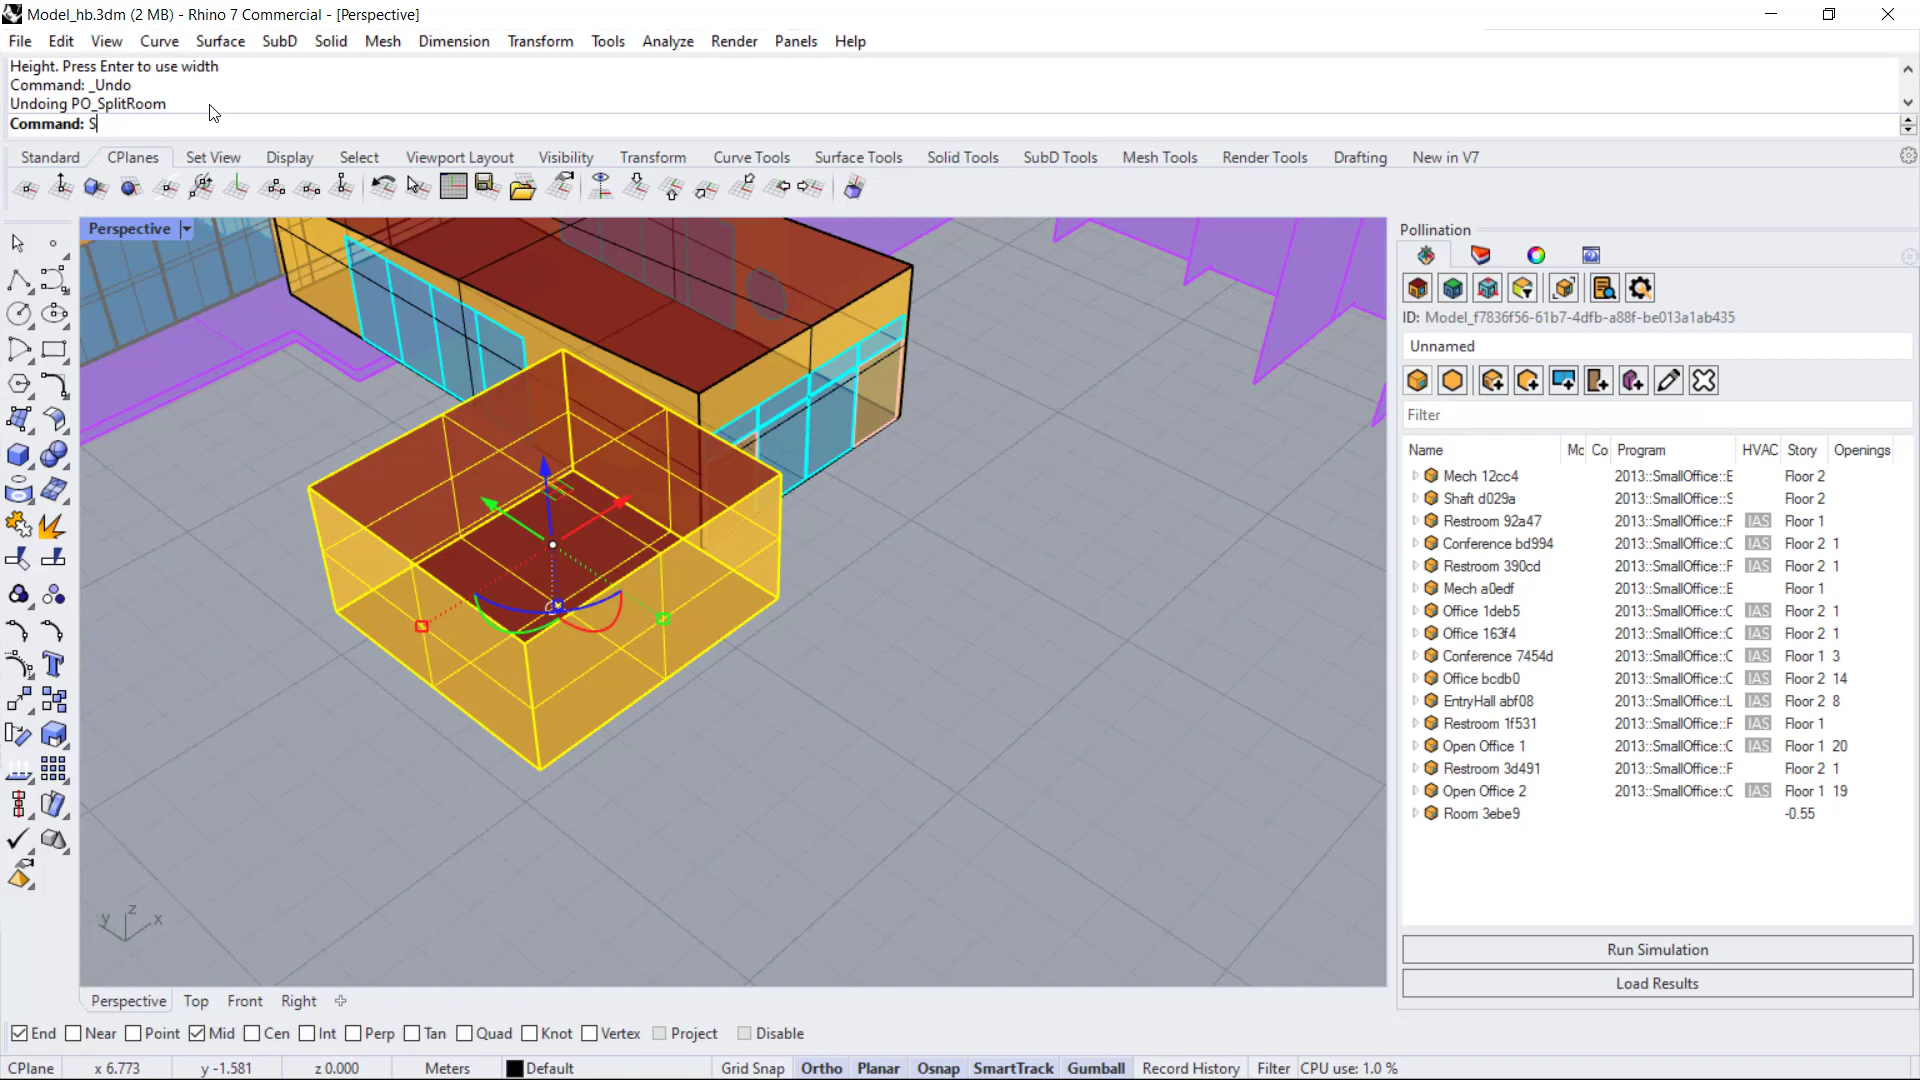 Model_hb.3dm (2 MB) - Rhino 7 Commercial - [Perspective]
File Edit View Curve Surface SubD Solid Mesh Dimension Transform Tools Analyze Render Panels Help
Height. Press Enter to use width
Command: _Undo
Undoing PO_SplitRoom
Command: S
Standard CPlanes Set View Display Select Viewport Layout Visibility Transform Curve Tools Surface Tools Solid Tools SubD Tools Mesh Tools Render Tools Drafting New in V7
Perspective
Pollination
ID: Model_f7836f56-61b7-4dfb-a88f-be013a1ab435
Unnamed
Filter
Name Mc Co Program HVAC Story Openings
Mech 12cc4 2013::SmallOffice::E Floor 2
Shaft d029a 2013::SmallOffice::S Floor 2
Restroom 92a47 2013::SmallOffice::F IAS Floor 1
Conference bd994 2013::SmallOffice::C IAS Floor 2 1
Restroom 390cd 2013::SmallOffice::F IAS Floor 2 1
Mech a0edf 2013::SmallOffice::E Floor 1
Office 1deb5 2013::SmallOffice::C IAS Floor 2 1
Office 163f4 2013::SmallOffice::C IAS Floor 2 1
Conference 7454d 2013::SmallOffice::C IAS Floor 1 3
Office bcdb0 2013::SmallOffice::C IAS Floor 2 14
EntryHall abf08 2013::SmallOffice::L IAS Floor 2 8
Restroom 1f531 2013::SmallOffice::F IAS Floor 1
Open Office 1 2013::SmallOffice::C IAS Floor 1 20
Restroom 3d491 2013::SmallOffice::F Floor 2 1
Open Office 2 2013::SmallOffice::C IAS Floor 1 19
Room 3ebe9 -0.55
z
y x
Run Simulation
Load Results
Perspective Top Front Right
End Near Point Mid Cen Int Perp Tan Quad Knot Vertex Project Disable
CPlane x 6.773 y -1.581 z 0.000 Meters Default Grid Snap Ortho Planar Osnap SmartTrack Gumball Record History Filter CPU use: 1.0 %